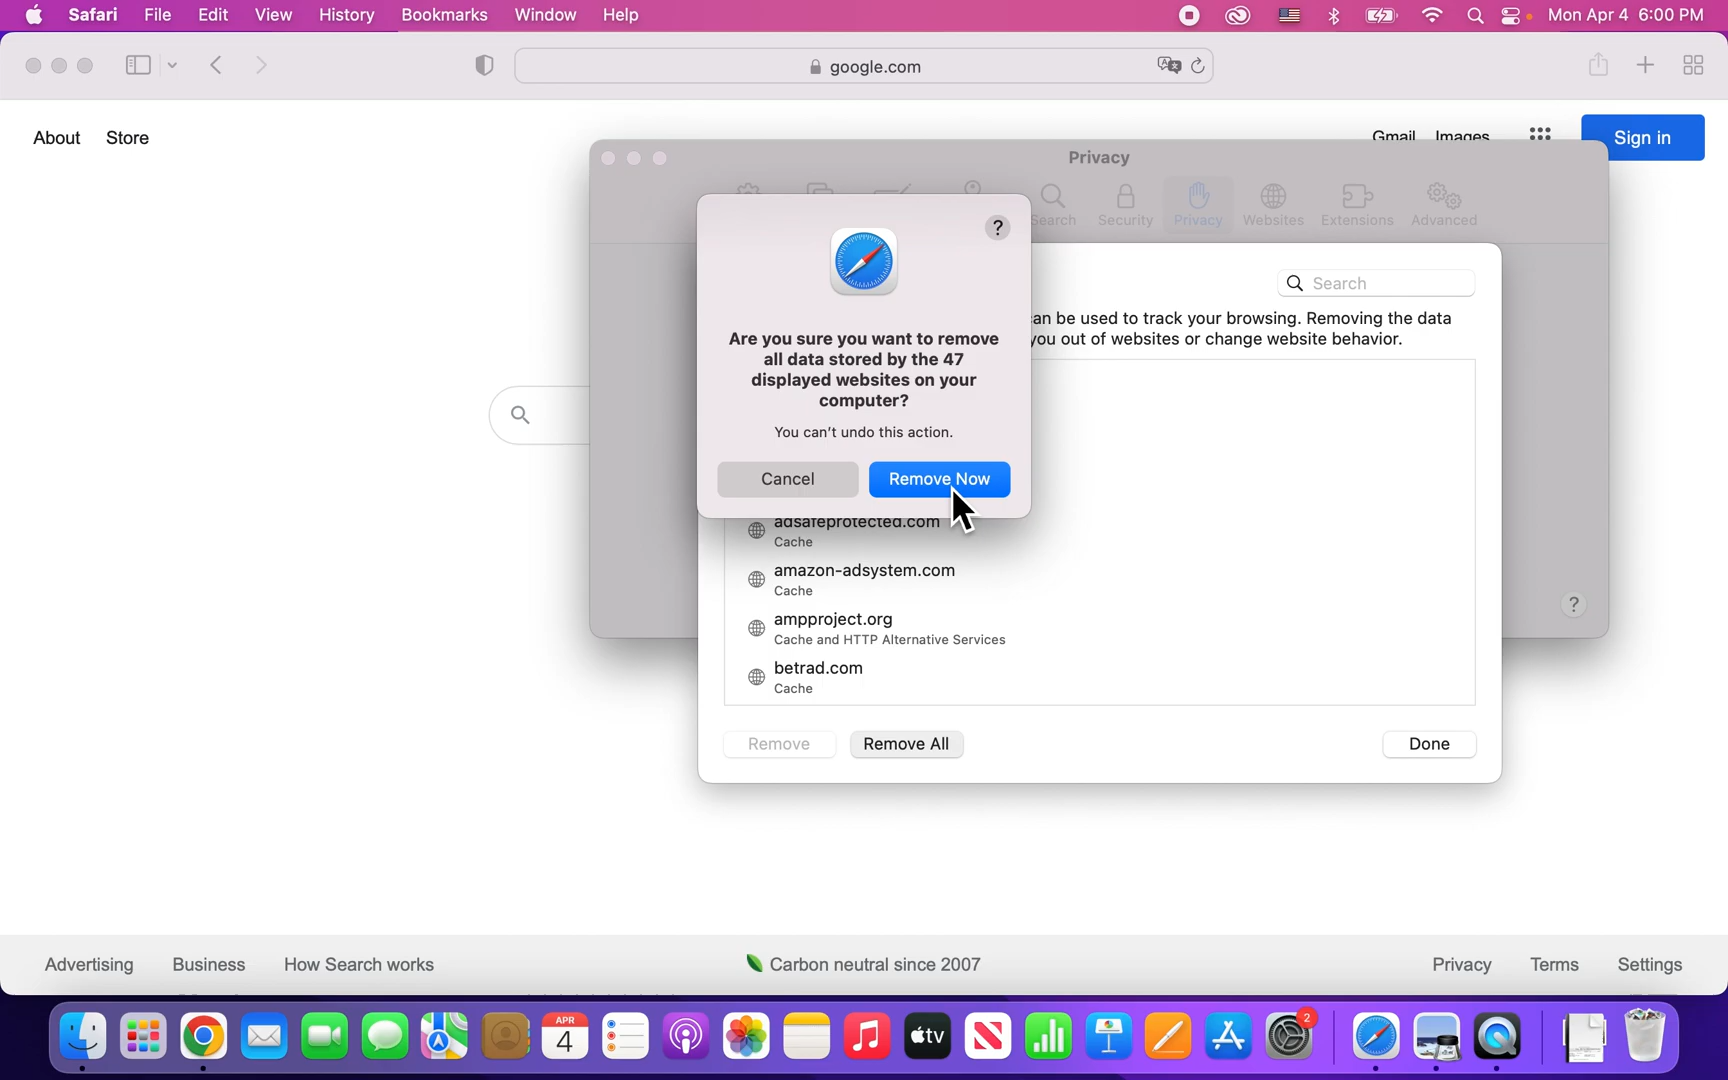 Safari File Edit View History Bookmarks Window Help Mon Apr 4 6:00 PM
google.com
About Store Gmail Images Sign in
Privacy
Search Security Privacy Websites Extensions Advanced
?
Are you sure you want to remove
all data stored by the 47
displayed websites on your
computer?
You can't undo this action.
Cancel Remove Now
Search
can be used to track your browsing. Removing the data
you out of websites or change website behavior.
adsafeprotected.com
Cache
amazon-adsystem.com
Cache
ampproject.org
Cache and HTTP Alternative Services
betrad.com
Cache
?
Remove Remove All Done
Advertising Business How Search works Carbon neutral since 2007 Privacy Terms Settings
APR
4
tv
2